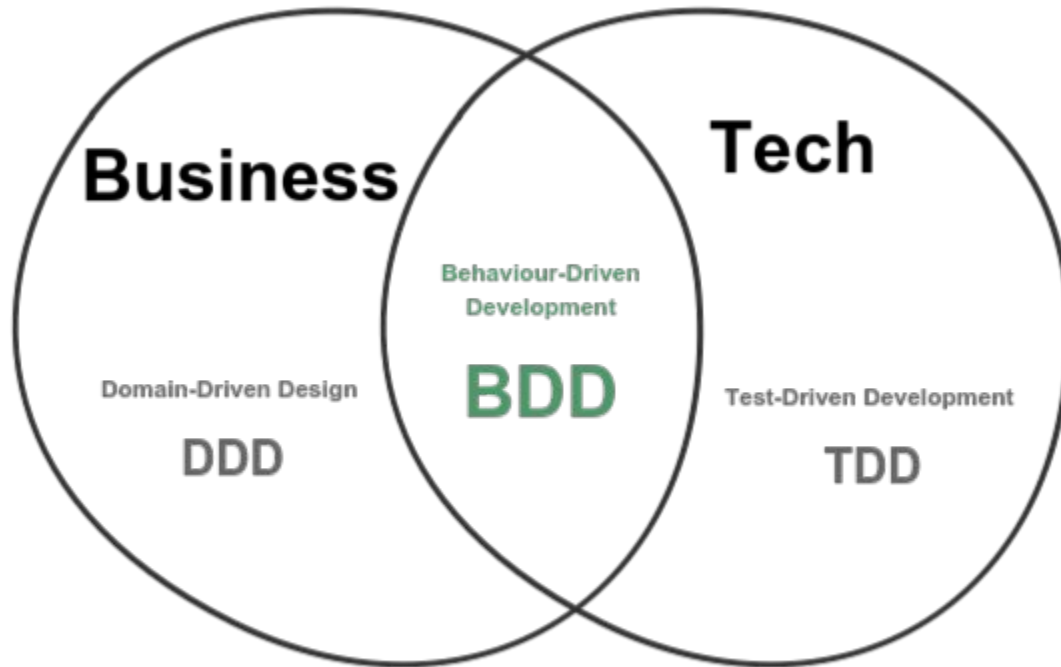 Business
Tech
Behaviour-Driven
Development
BDD
Domain-Driven Design
DDD
Test-Driven Development
TDD